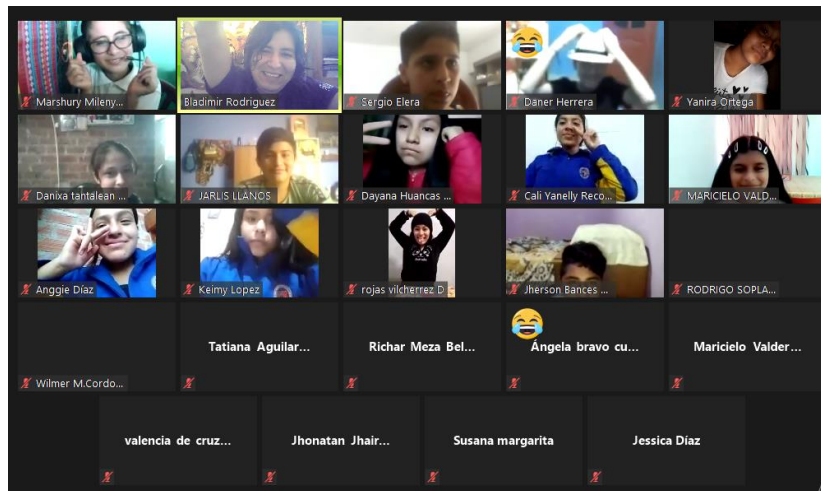 Marshury Mileny...
Bladimir Rodriguez
Sergio Elera
Daner Herrera
Yanira Ortega
Danixa tantalean ...
JARLIS LLANOS
Dayana Huancas ...
Cali Yanelly Reco...
MARICIELO VALD...
Anggie Díaz
Keimy Lopez
rojas vilcherrez D
Jherson Bances ...
RODRIGO SOPLA...
Wilmer M.Cordo...
Tatiana Aguilar...
Richar Meza Bel...
Ángela bravo cu...
Maricielo Valder...
valencia de cruz...
Jhonatan Jhair...
Susana margarita
Jessica Díaz